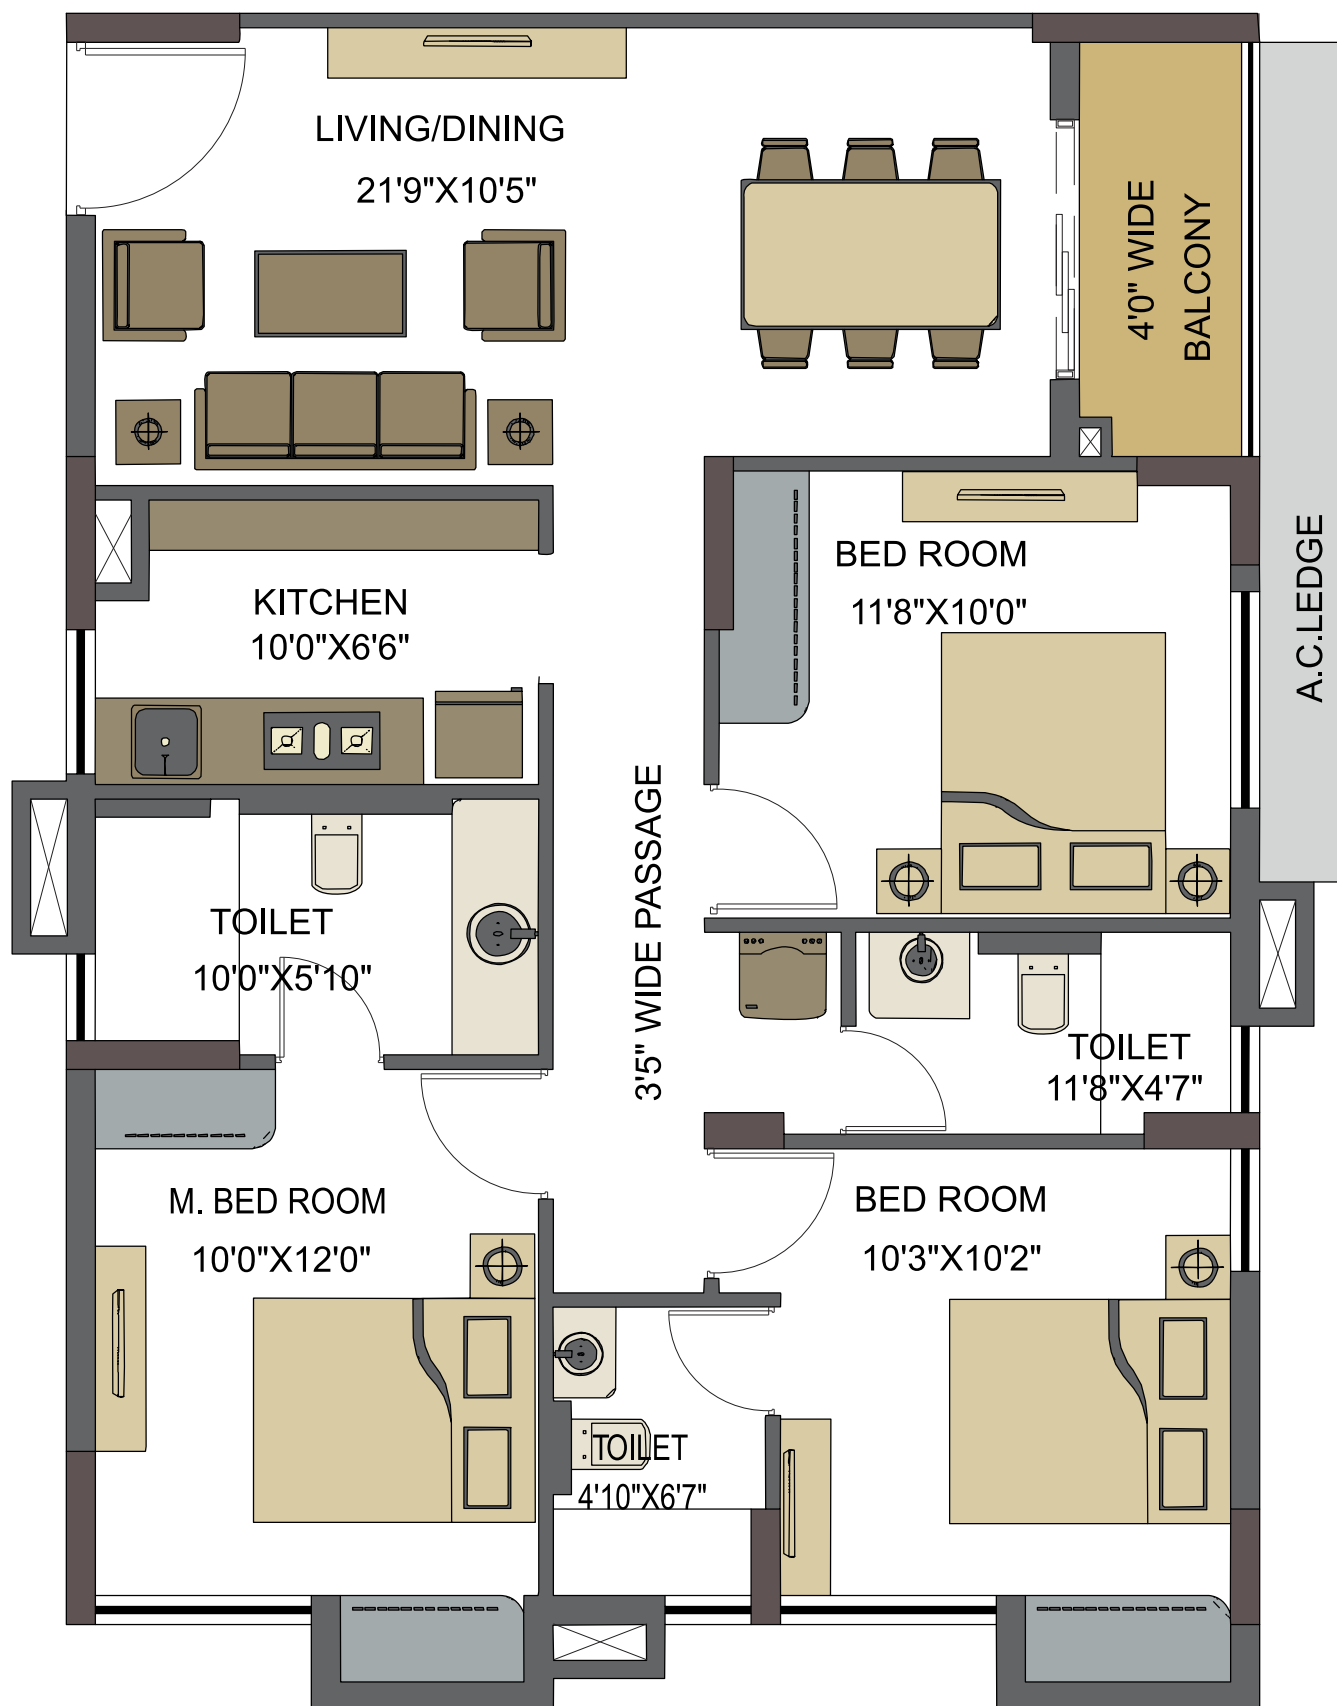 LIVING/DINING
21'9"X10'5"
4'0" WIDE
BALCONY
BED ROOM
11'8"X10'0"
A.C.LEDGE
KITCHEN
10'0"X6'6"
3'5" WIDE PASSAGE
TOILET
10'0"X5'10"
TOILET
11'8"X4'7"
M. BED ROOM
10'0"X12'0"
BED ROOM
10'3"X10'2"
TOILET
4'10"X6'7"